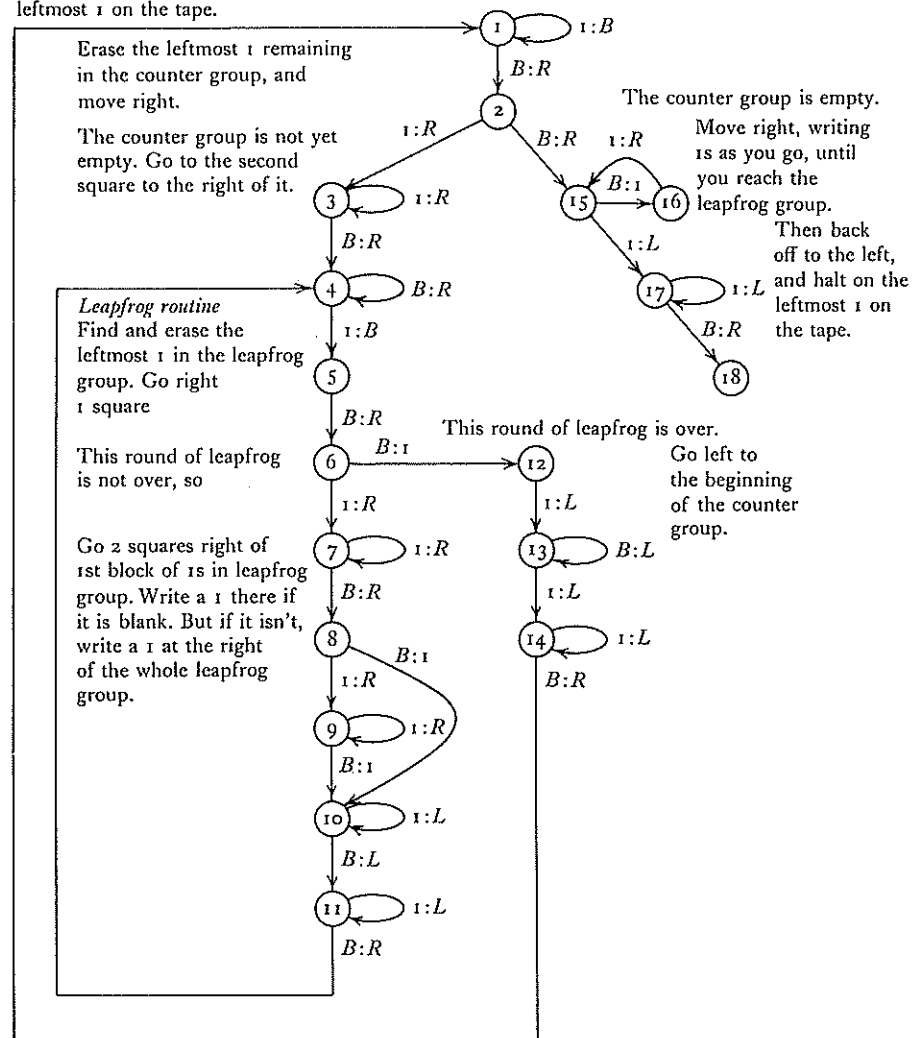 leftmost 1 on the tape.
1
1:B
Erase the leftmost 1 remaining
in the counter group, and
move right.
B:R
2
The counter group is empty.
The counter group is not yet
empty. Go to the second
square to the right of it.
1:R
B:R
1:R
Move right, writing
1s as you go, until
you reach the
leapfrog group.
3
1:R
15
B:1
16
B:R
1:L
Then back
off to the left,
and halt on the
leftmost 1 on
the tape.
4
B:R
17
1:L
Leapfrog routine
Find and erase the
leftmost 1 in the leapfrog
group. Go right
1 square
1:B
B:R
5
18
B:R
This round of leapfrog is over.
This round of leapfrog
is not over, so
6
B:1
12
Go left to
the beginning
of the counter
group.
1:R
1:L
Go 2 squares right of
1st block of 1s in leapfrog
group. Write a 1 there if
it is blank. But if it isn't,
write a 1 at the right
of the whole leapfrog
group.
7
1:R
13
B:L
B:R
1:L
8
B:1
14
1:L
1:R
B:R
9
1:R
B:1
10
1:L
B:L
11
1:L
B:R